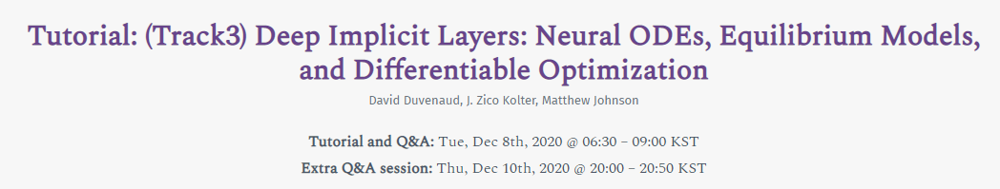 Tutorial: (Track3) Deep Implicit Layers: Neural ODEs, Equilibrium Models,
and Differentiable Optimization
David Duvenaud, J. Zico Kolter, Matthew Johnson
Tutorial and Q&A: Tue, Dec 8th, 2020 @ 06:30 – 09:00 KST
Extra Q&A session: Thu, Dec 10th, 2020 @ 20:00 – 20:50 KST